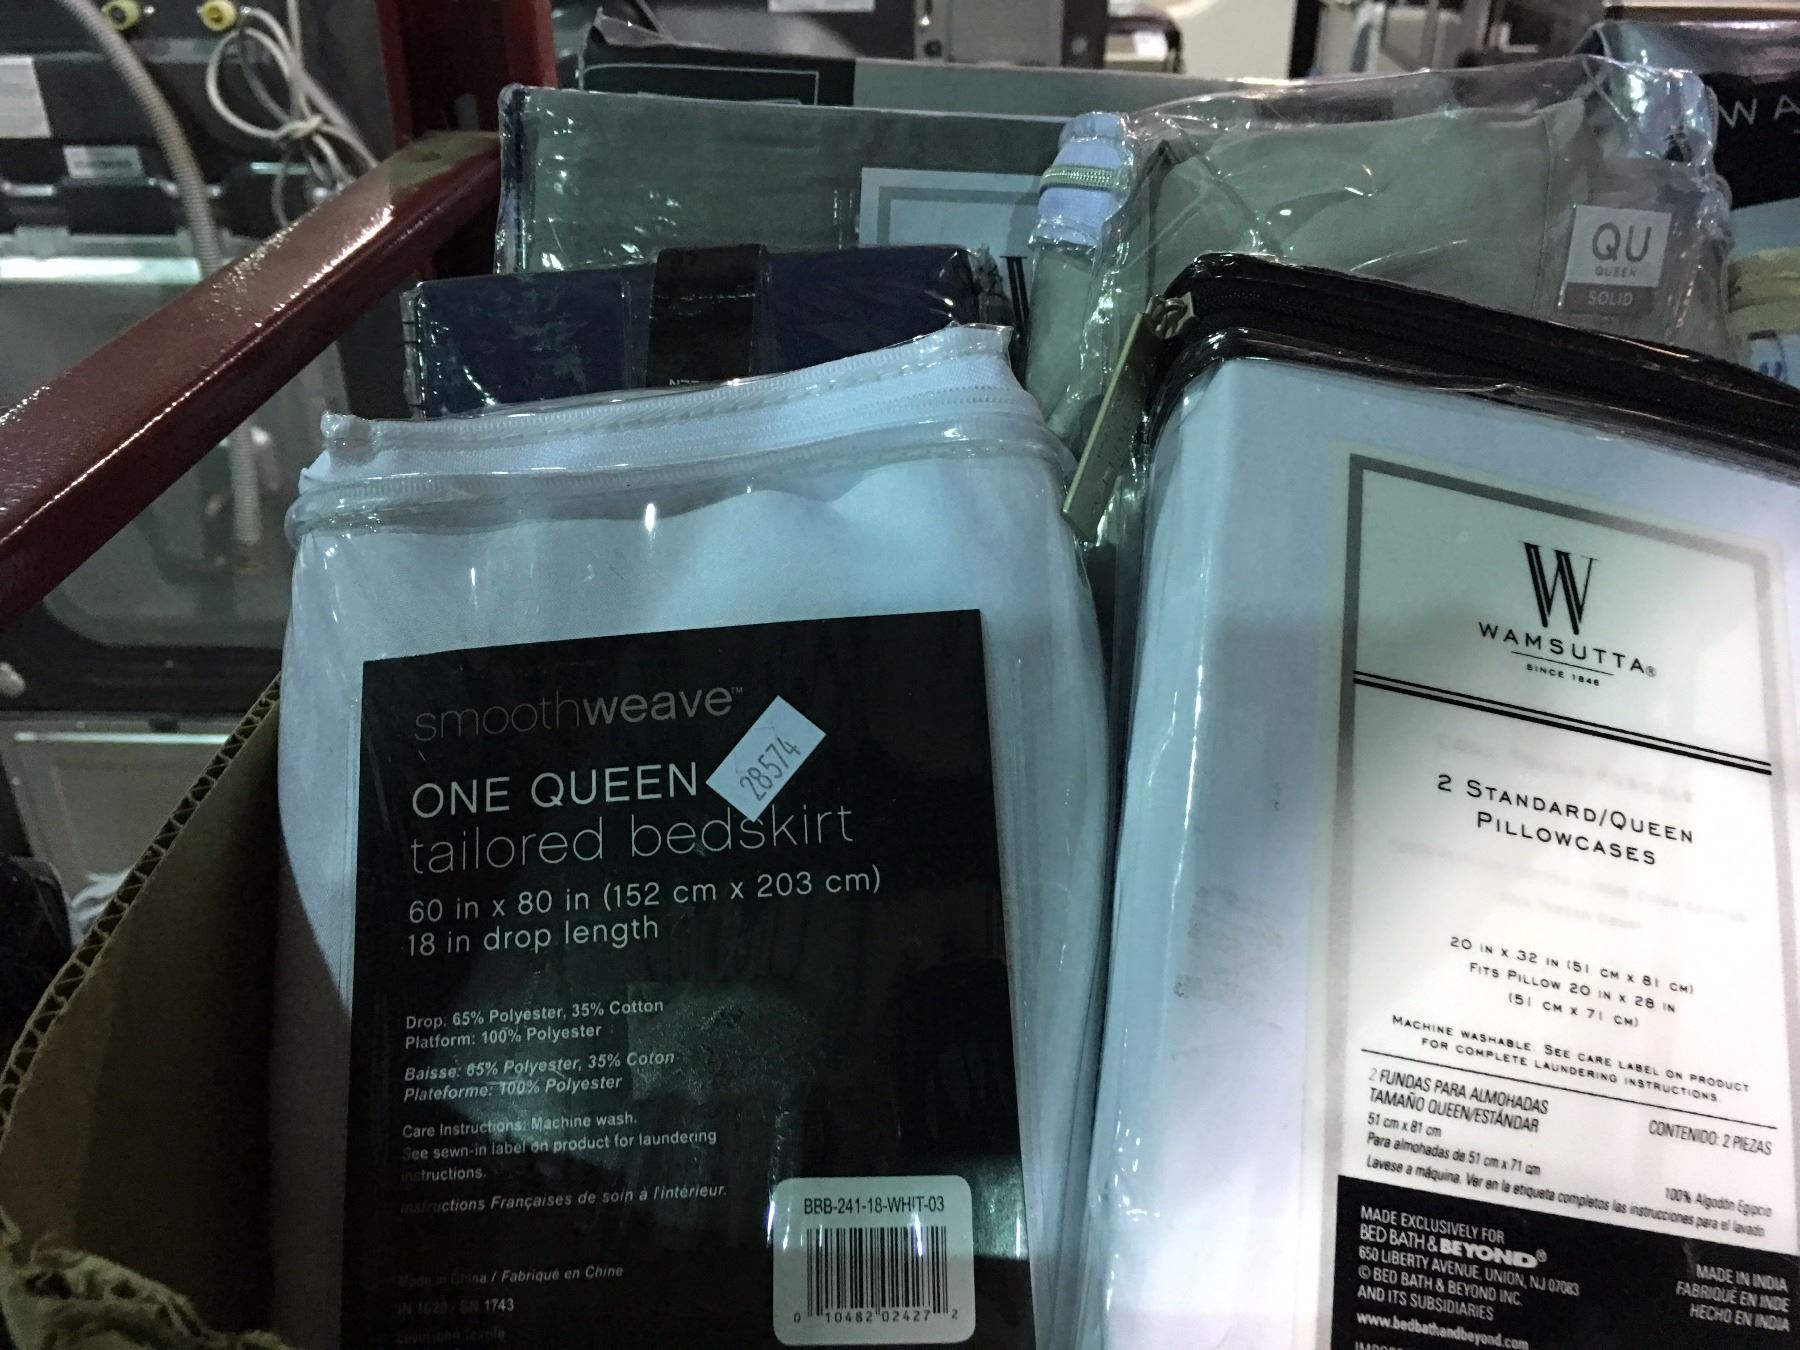 WA
QU
QUEEN
SOLID
smoothweave™
28574
ONE QUEEN
tailored bedskirt
60 in x 80 in (152 cm x 203 cm)
18 in drop length
Drop: 65% Polyester, 35% Cotton
Platform: 100% Polyester
Baisse: 65% Polyester, 35% Coton
Plateforme: 100% Polyester
Care Instructions: Machine wash.
See sewn-in label on product for laundering
instructions.
Instructions Françaises de soin à l'intérieur.
Made in China / Fabriqué en Chine
1743
BBB-241-18-WHIT-03
0 10482 02427 2
W
WAMSUTTA®
SINCE 1846
2 STANDARD/QUEEN
PILLOWCASES
20 IN X 32 IN (51 CM X 81 CM)
FITS PILLOW 20 IN X 28 IN
(51 CM X 71 CM)
MACHINE WASHABLE. SEE CARE LABEL ON PRODUCT
FOR COMPLETE LAUNDERING INSTRUCTIONS.
2 FUNDAS PARA ALMOHADAS
TAMAÑO QUEEN/ESTÁNDAR
CONTENIDO: 2 PIEZAS
51 cm x 81 cm
Para almohadas de 51 cm x 71 cm
100% Algodón Egipcio
Lavese a máquina. Ver en la etiqueta completos las instrucciones para el lavado
MADE EXCLUSIVELY FOR
BED BATH & BEYOND®
650 LIBERTY AVENUE, UNION, NJ 07083
© BED BATH & BEYOND INC.
AND ITS SUBSIDIARIES
www.bedbathandbeyond.com
MADE IN INDIA
FABRIQUÉ EN INDE
HECHO EN INDIA